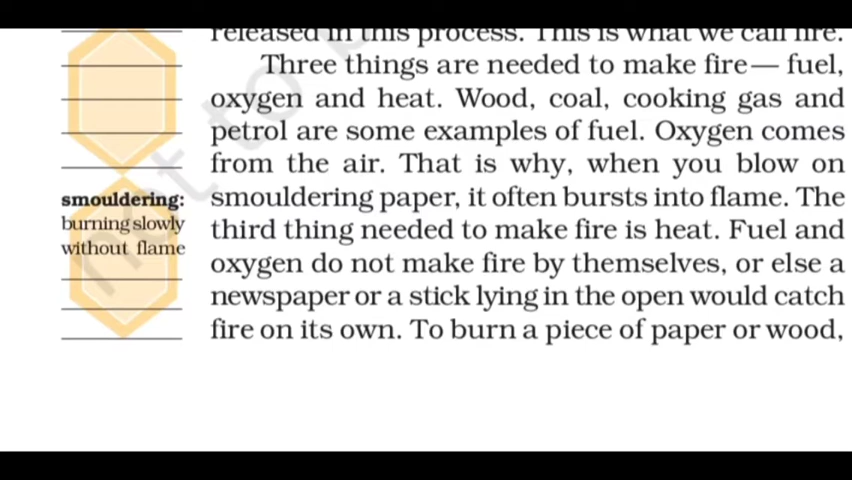 released in this process. This is what we call fire.
Three things are needed to make fire— fuel,
oxygen and heat. Wood, coal, cooking gas and
petrol are some examples of fuel. Oxygen comes
from the air. That is why, when you blow on
smouldering paper, it often bursts into flame. The
third thing needed to make fire is heat. Fuel and
oxygen do not make fire by themselves, or else a
newspaper or a stick lying in the open would catch
fire on its own. To burn a piece of paper or wood,
smouldering:
burning slowly
without flame
not to b